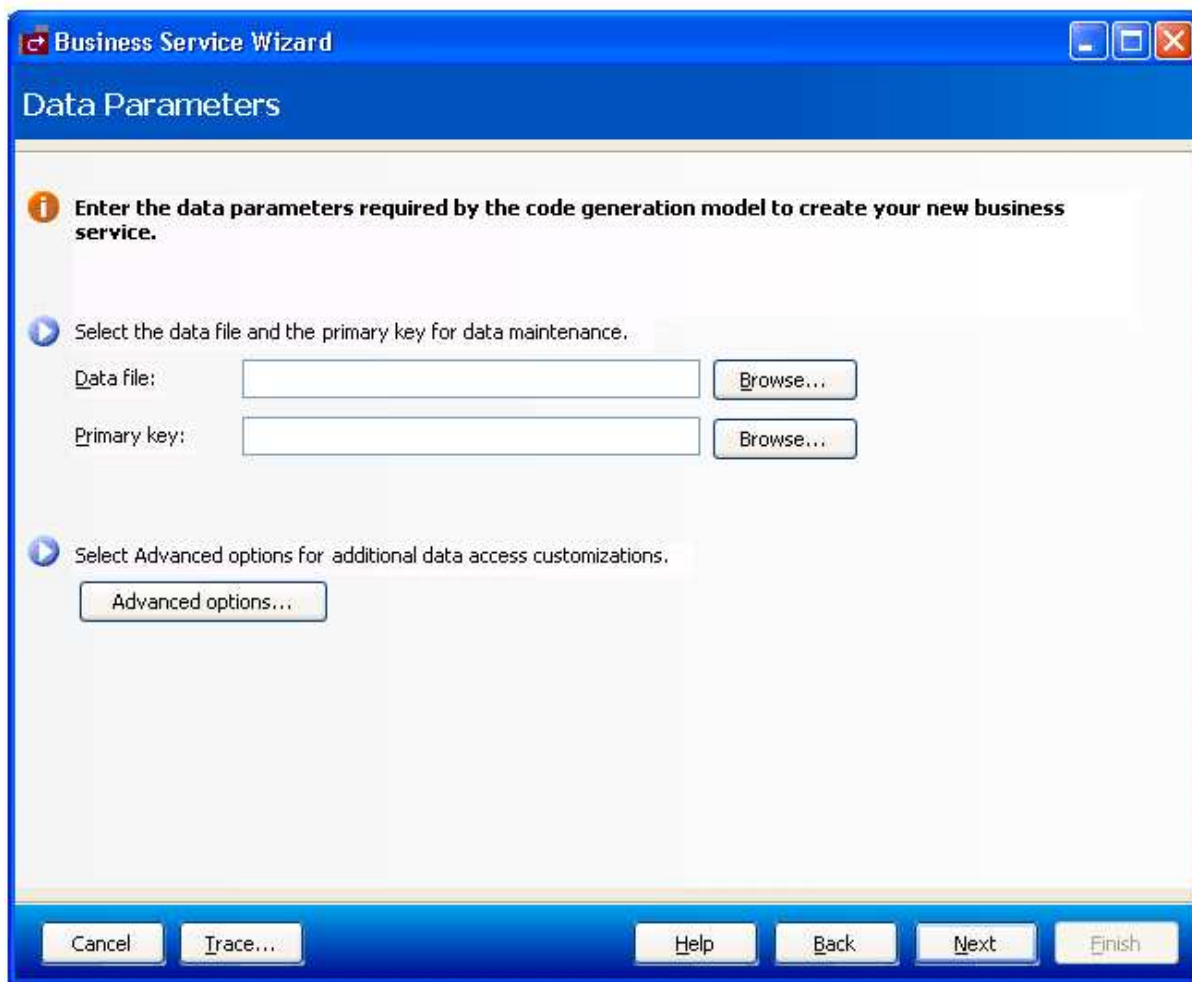 Business Service Wizard
Data Parameters
Enter the data parameters required by the code generation model to create your new business
service.
Select the data file and the primary key for data maintenance.
Data file:
Browse...
Primary key:
Browse...
Select Advanced options for additional data access customizations.
Advanced options...
Cancel Trace... Help Back Next Finish